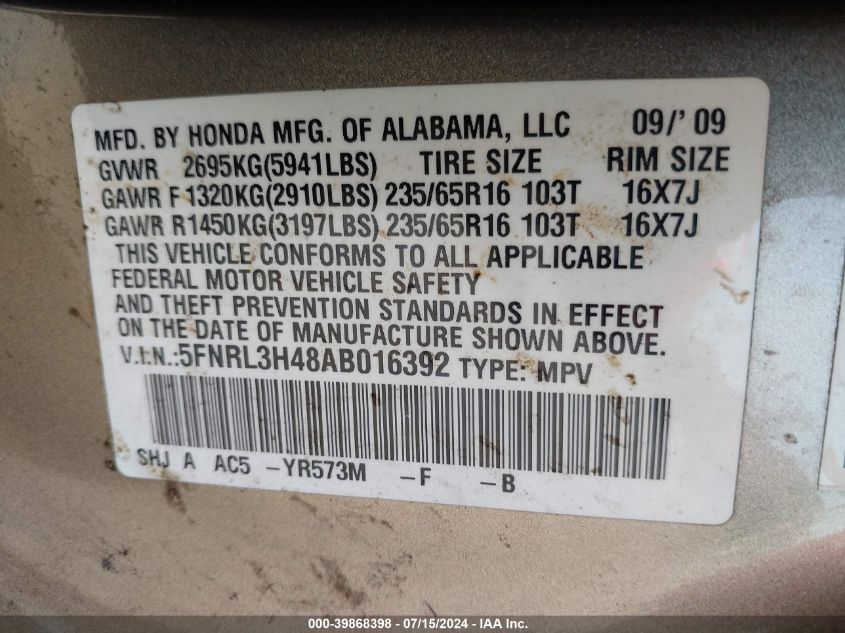 MFD. BY HONDA MFG. OF ALABAMA, LLC 09/'09
GVWR 2695KG(5941LBS) TIRE SIZE RIM SIZE
GAWR F1320KG(2910LBS) 235/65R16 103T 16X7J
GAWR R1450KG(3197LBS) 235/65R16 103T 16X7J
THIS VEHICLE CONFORMS TO ALL APPLICABLE
FEDERAL MOTOR VEHICLE SAFETY
AND THEFT PREVENTION STANDARDS IN EFFECT
ON THE DATE OF MANUFACTURE SHOWN ABOVE.
V.I.N.:5FNRL3H48AB016392 TYPE: MPV
SHJ A AC5 -YR573M -F -B
000-39868398 - 07/15/2024 - IAA Inc.